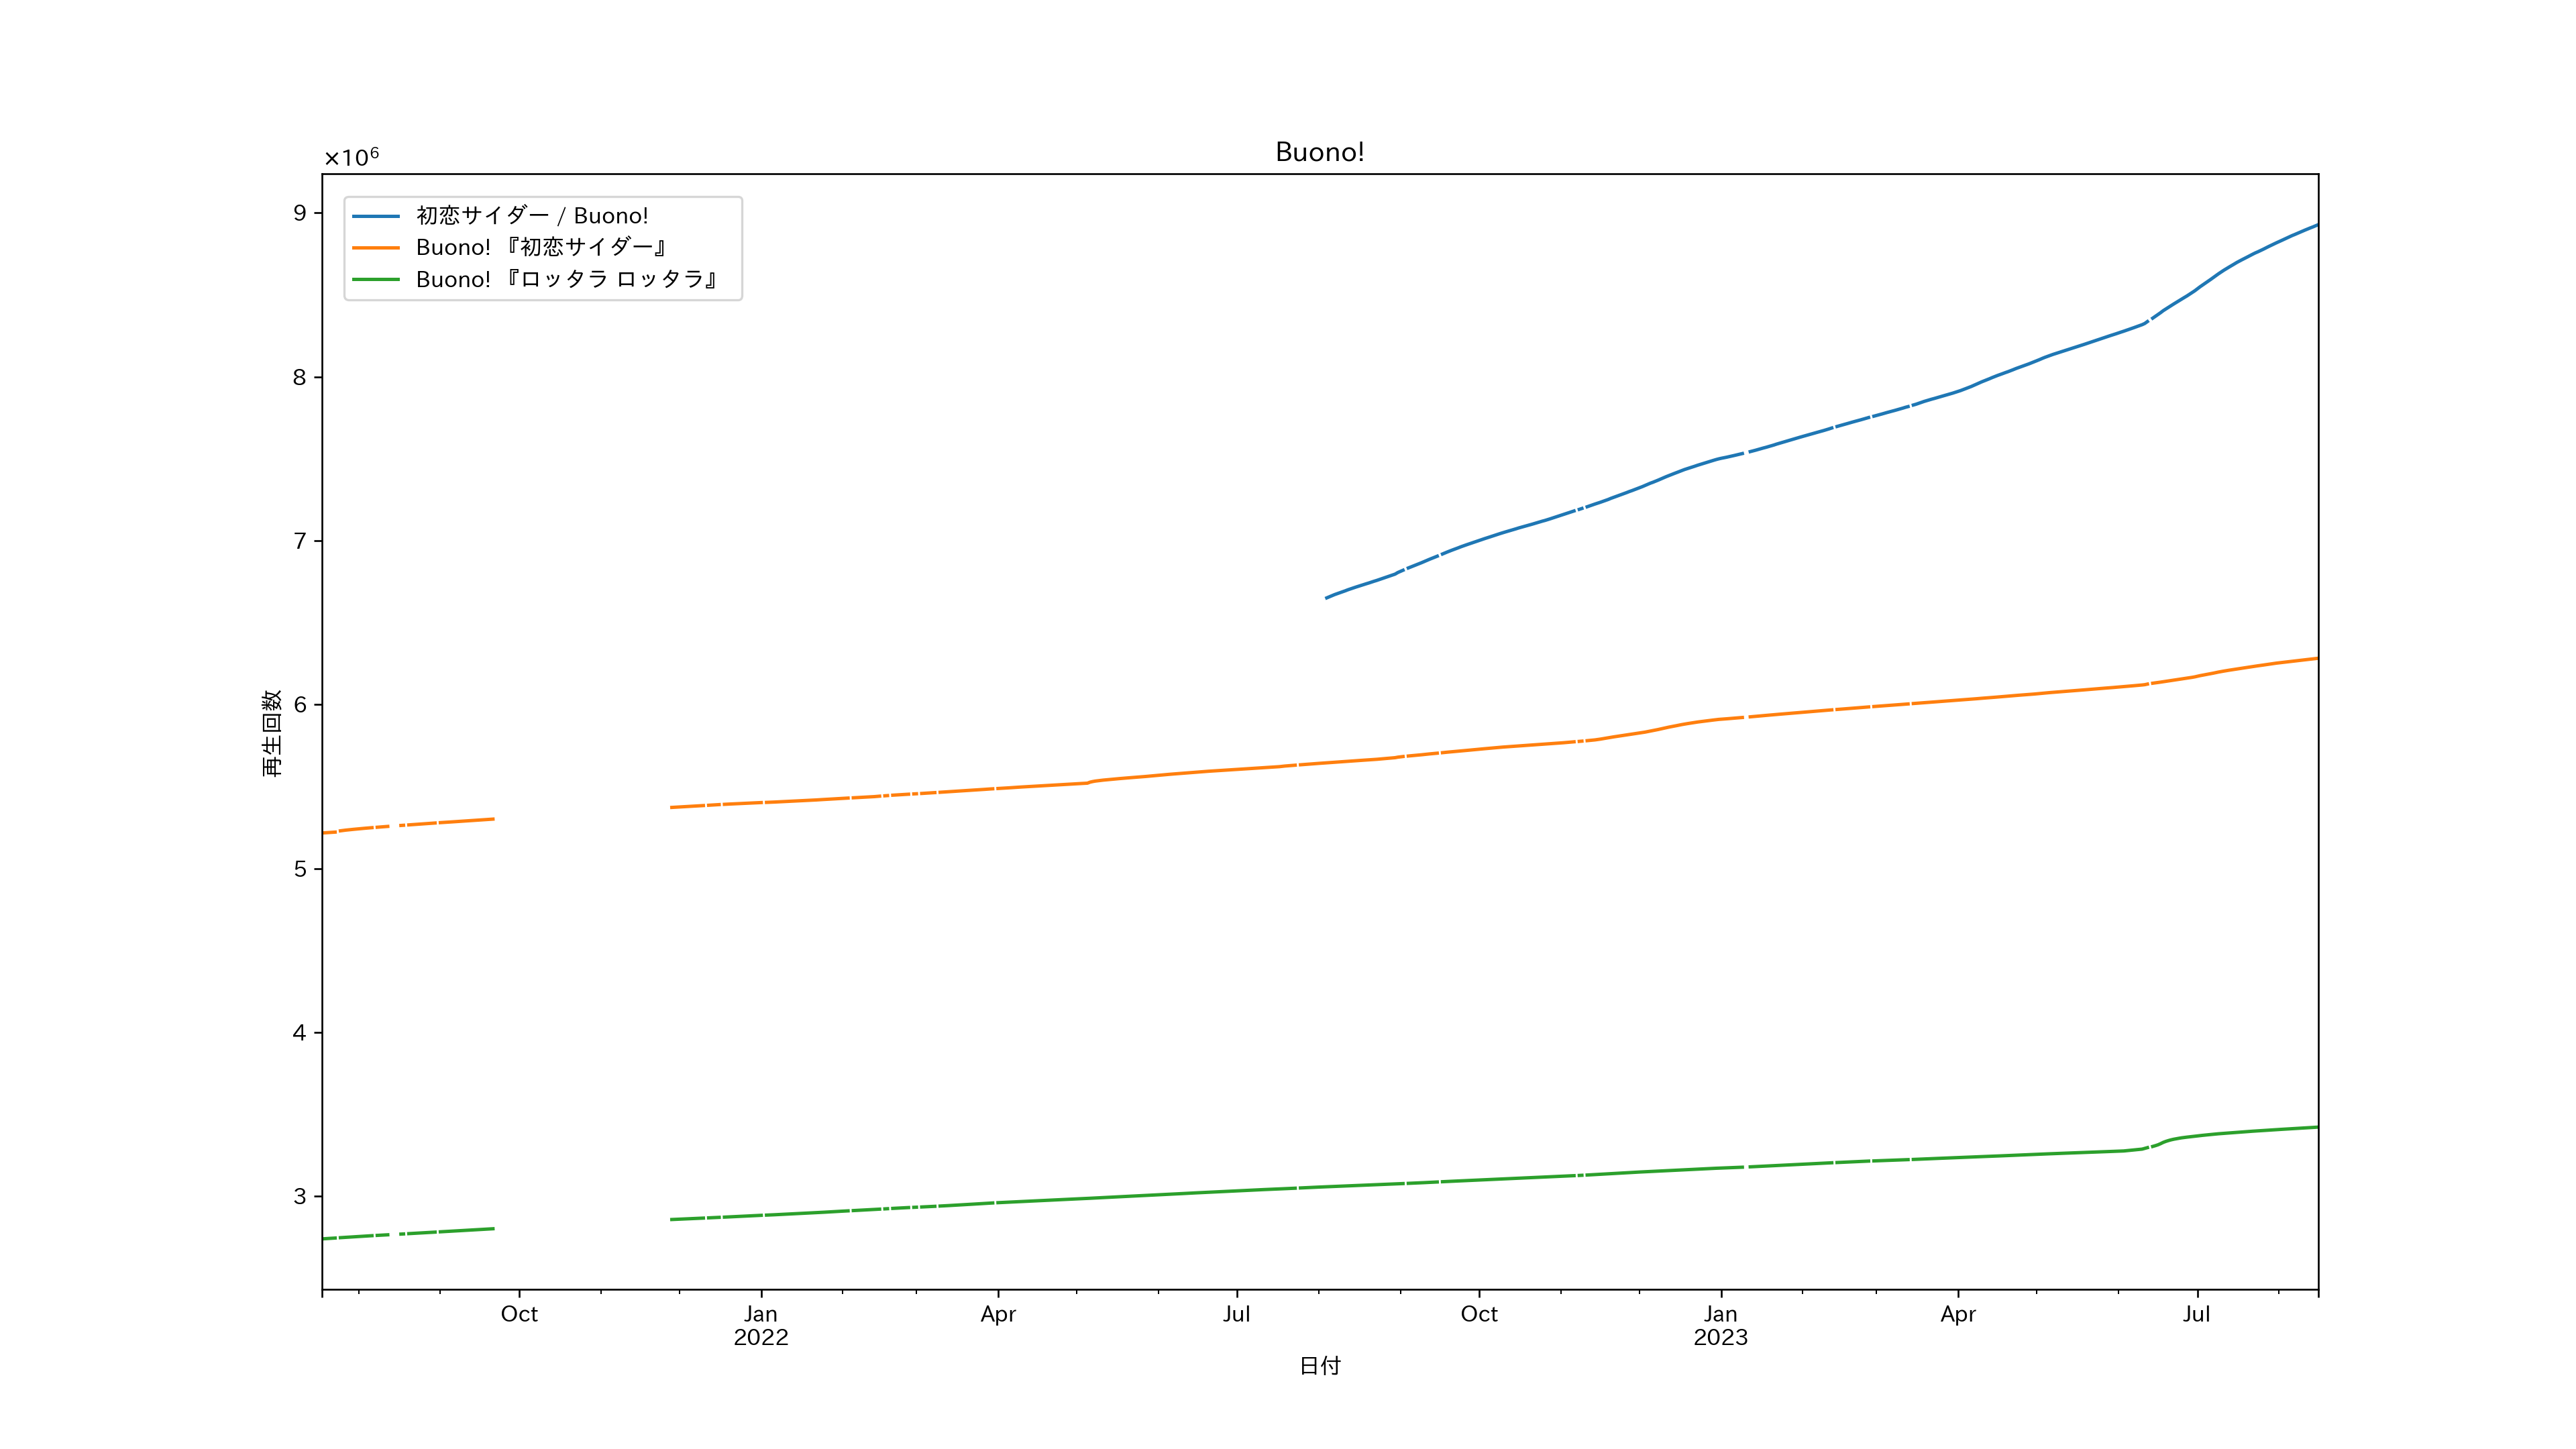 Buono!
×10⁶
初恋サイダー / Buono!
Buono! 『初恋サイダー』
Buono! 『ロッタラ ロッタラ』
9
8
7
6
5
4
3
再生回数
Oct
Jan
2022
Apr
Jul
Oct
Jan
2023
Apr
Jul
日付